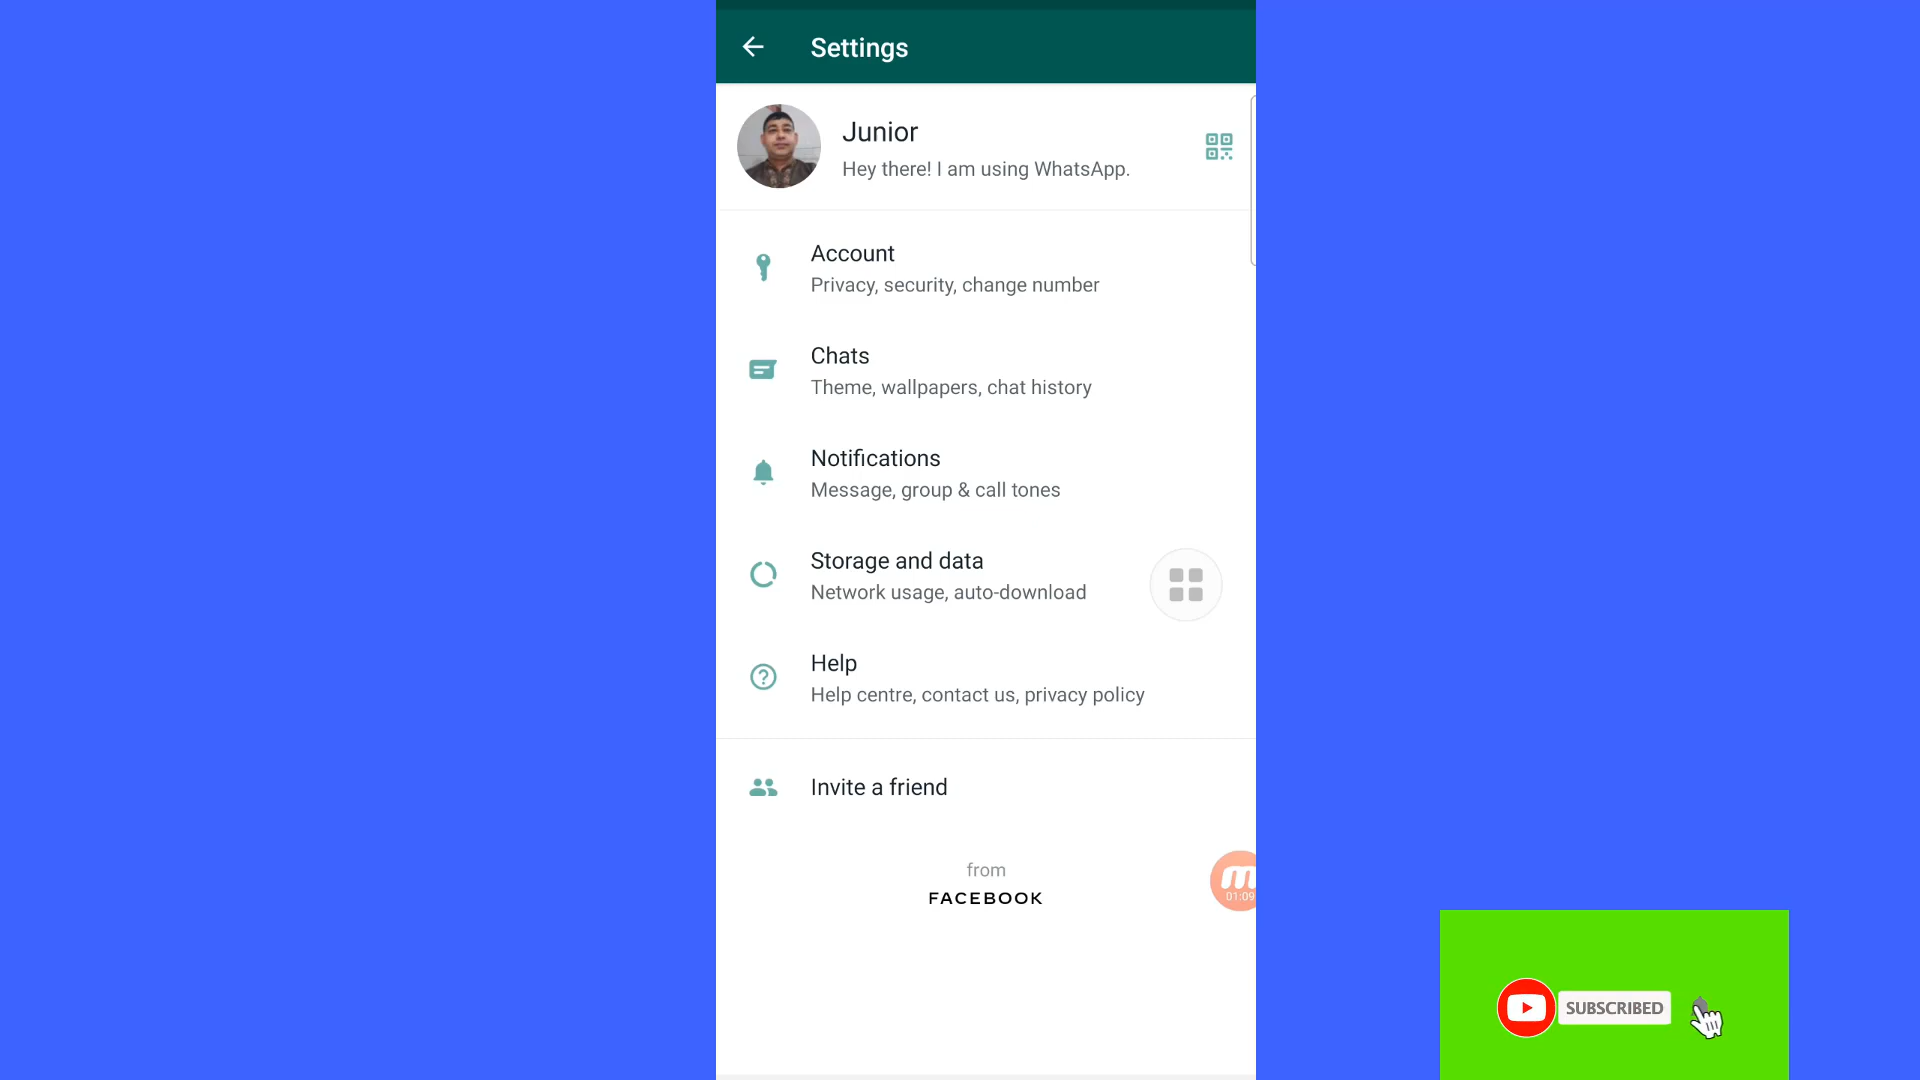 Settings
Junior
Hey there! I am using WhatsApp.
Account
Privacy, security, change number
Chats
Theme, wallpapers, chat history
Notifications
Message, group & call tones
Storage and data
Network usage, auto-download
Help
Help centre, contact us, privacy policy
Invite a friend
from
FACEBOOK
m
01:09
SUBSCRIBED